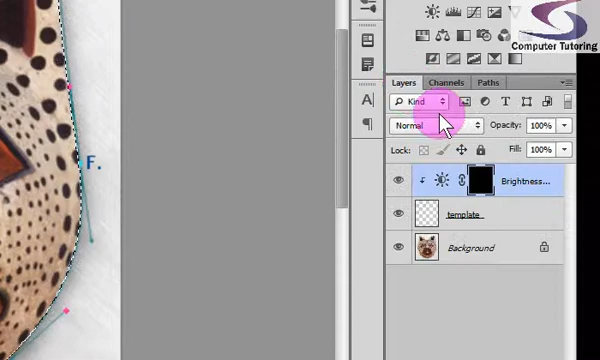 Computer Tutoring
Layers Channels Paths
Kind T
Normal Opacity: 100%
Lock: Fill: 100%
A
F.
Brightness...
template
Background